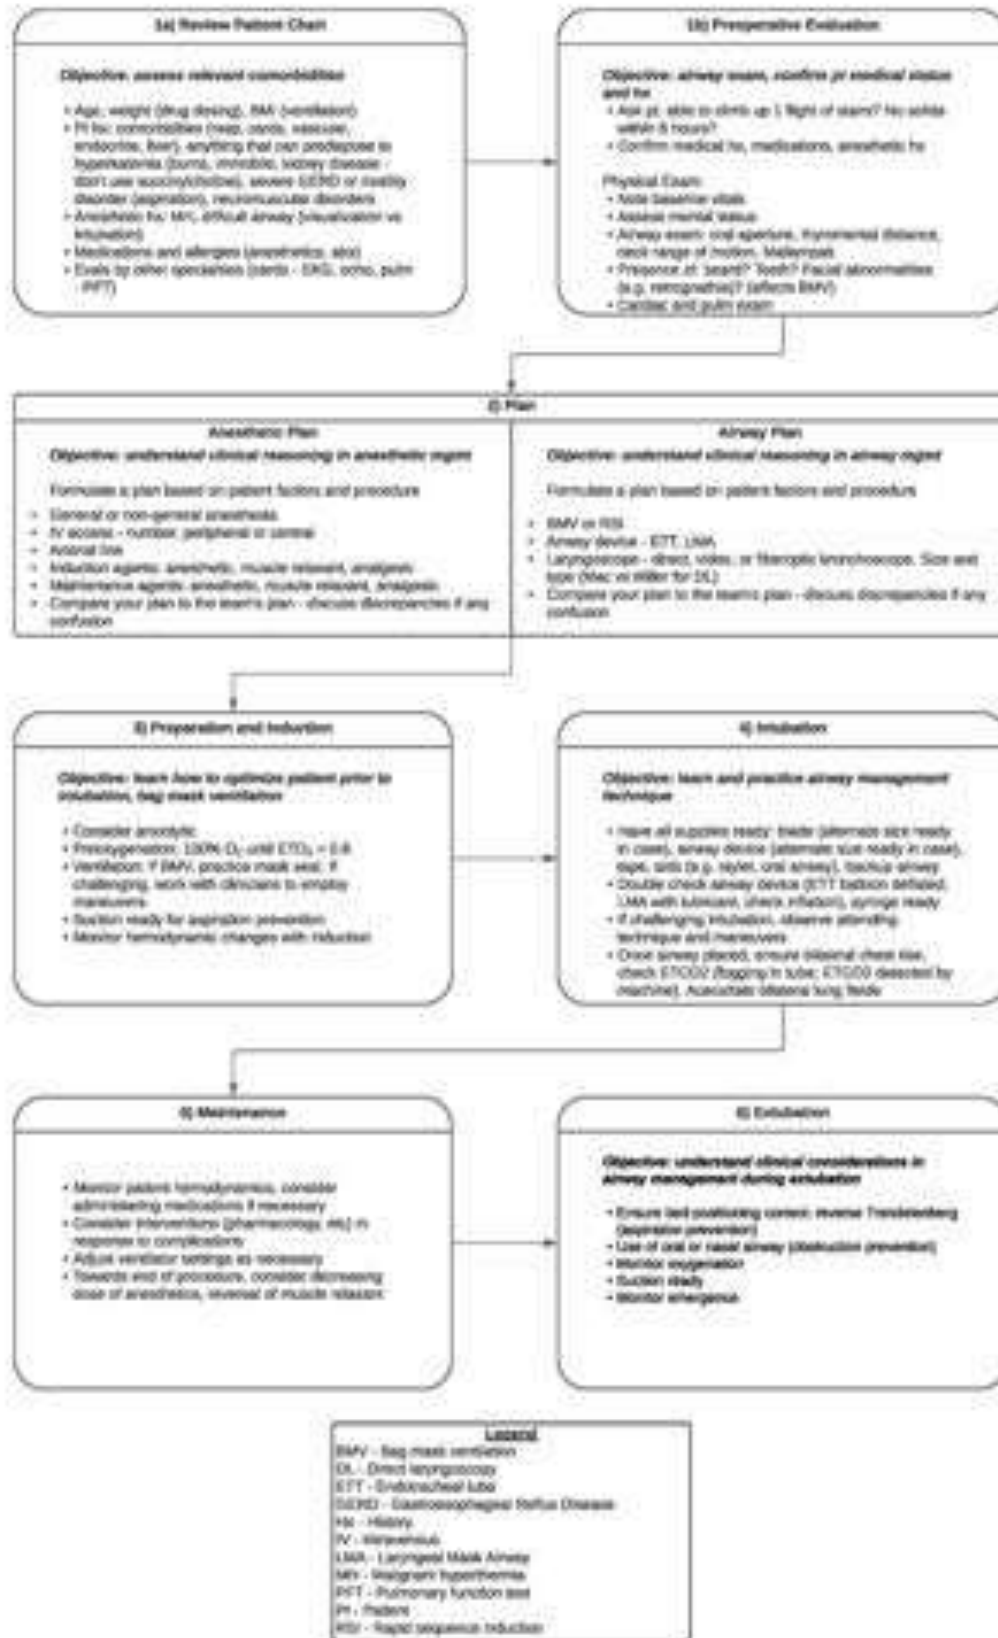 1a) Review Patient Chart
Objective: assess relevant comorbidities
• Age, weight (drug dosing), BMI (ventilation)
• Pt hx: comorbidities (resp, cards, vascular,
endocrine, liver), anything that can predispose to
hyperkalemia (burns, immobile, kidney disease -
don't use succinylcholine), severe GERD or motility
disorder (aspiration), neuromuscular disorders
• Anesthetic hx: MH, difficult airway (visualization vs
intubation)
• Medications and allergies (anesthetics, abx)
• Evals by other specialties (cards - EKG, echo, pulm
- PFT)
1b) Preoperative Evaluation
Objective: airway exam, confirm pt medical status
and hx
• Ask pt: able to climb up 1 flight of stairs? No solids
within 8 hours?
• Confirm medical hx, medications, anesthetic hx
Physical Exam:
• Note baseline vitals
• Assess mental status
• Airway exam: oral aperture, thyromental distance,
neck range of motion, Mallampati
• Presence of: beard? Teeth? Facial abnormalities
(e.g. retrognathia)? (affects BMV)
• Cardiac and pulm exam
2) Plan
Anesthetic Plan
Objective: understand clinical reasoning in anesthetic mgmt
Formulate a plan based on patient factors and procedure
General or non-general anesthesia
IV access - number, peripheral or central
Arterial line
Induction agents: anesthetic, muscle relaxant, analgesic
Maintenance agents: anesthetic, muscle relaxant, analgesic
Compare your plan to the team's plan - discuss discrepancies if any
confusion
Airway Plan
Objective: understand clinical reasoning in airway mgmt
Formulate a plan based on patient factors and procedure
BMV or RSI
Airway device - ETT, LMA
Laryngoscope - direct, video, or fiberoptic bronchoscope. Size and
type (Mac vs Miller for DL)
Compare your plan to the team's plan - discuss discrepancies if any
confusion
3) Preparation and Induction
Objective: learn how to optimize patient prior to
intubation, bag mask ventilation
• Consider anxiolytic
• Preoxygenation: 100% O₂ until ETO₂
• Ventilation: if BMV, practice mask seal. If
challenging, work with clinicians to employ
maneuvers
• Suction ready for aspiration prevention
• Monitor hemodynamic changes with induction
4) Intubation
Objective: learn and practice airway management
technique
• Have all supplies ready: blade (alternate size ready
in case), airway device (alternate size ready in case),
tape, aids (e.g. stylet, oral airway), backup airway
• Double check airway device (ETT balloon deflated,
LMA with lubricant, check inflation), syringe ready
• If challenging intubation, observe attending
technique and maneuvers
• Once airway placed, ensure bilateral chest rise,
check ETCO2 (fogging in tube; ETCO2 detected by
machine). Auscultate bilateral lung fields
5) Maintenance
• Monitor patient hemodynamics, consider
administering medications if necessary
• Consider interventions (pharmacology, etc) in
response to complications
• Adjust ventilator settings as necessary
• Towards end of procedure, consider decreasing
dose of anesthetics, reversal of muscle relaxant
6) Extubation
Objective: understand clinical considerations in
airway management during extubation
• Ensure bed positioning correct: reverse Trendelenberg
(aspiration prevention)
• Use of oral or nasal airway (obstruction prevention)
• Monitor oxygenation
• Suction ready
• Monitor emergence
Legend
BMV - Bag mask ventilation
DL - Direct laryngoscopy
ETT - Endotracheal tube
GERD - Gastroesophageal Reflux Disease
Hx - History
IV - Intravenous
LMA - Laryngeal Mask Airway
MH - Malignant hyperthermia
PFT - Pulmonary function test
Pt - Patient
RSI - Rapid sequence induction